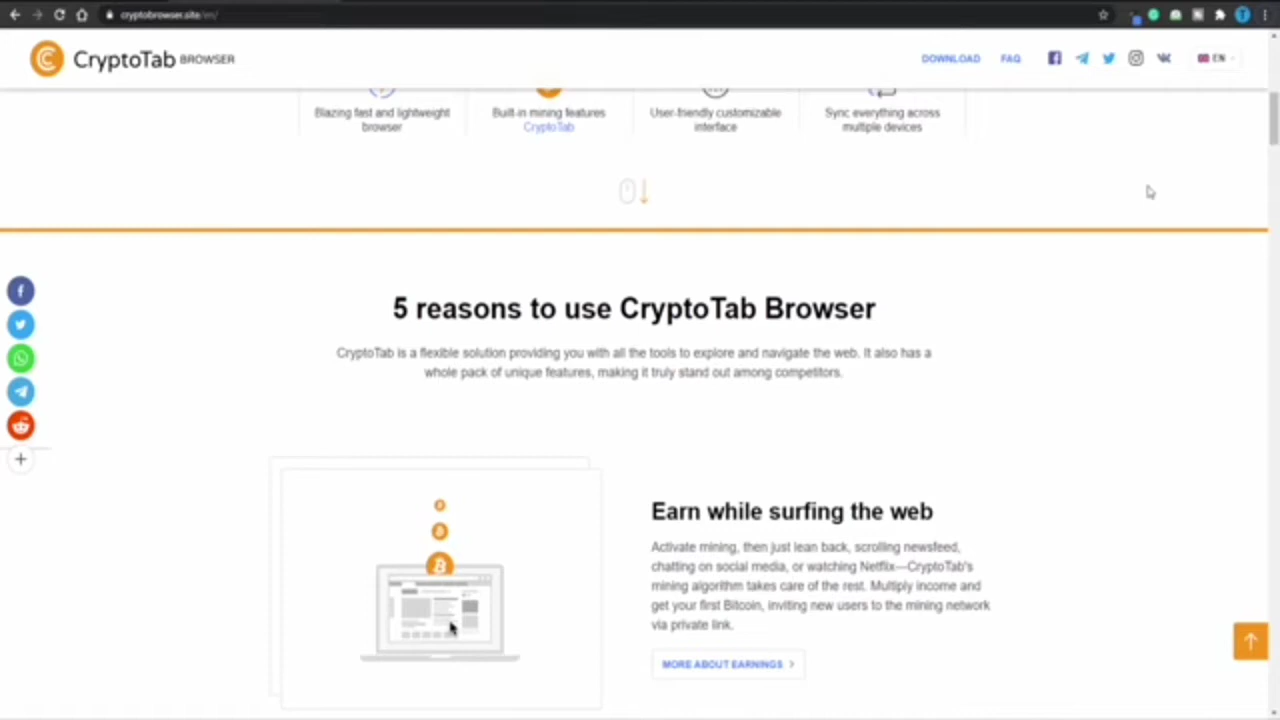 cryptobrowser.site/en/
CryptoTab BROWSER
DOWNLOAD
FAQ
EN
Blazing fast and lightweight
browser
Built-in mining features
CryptoTab
User-friendly customizable
interface
Sync everything across
multiple devices
5 reasons to use CryptoTab Browser
CryptoTab is a flexible solution providing you with all the tools to explore and navigate the web. It also has a
whole pack of unique features, making it truly stand out among competitors.
Earn while surfing the web
Activate mining, then just lean back, scrolling newsfeed,
chatting on social media, or watching Netflix—CryptoTab's
mining algorithm takes care of the rest. Multiply income and
get your first Bitcoin, inviting new users to the mining network
via private link.
MORE ABOUT EARNINGS >